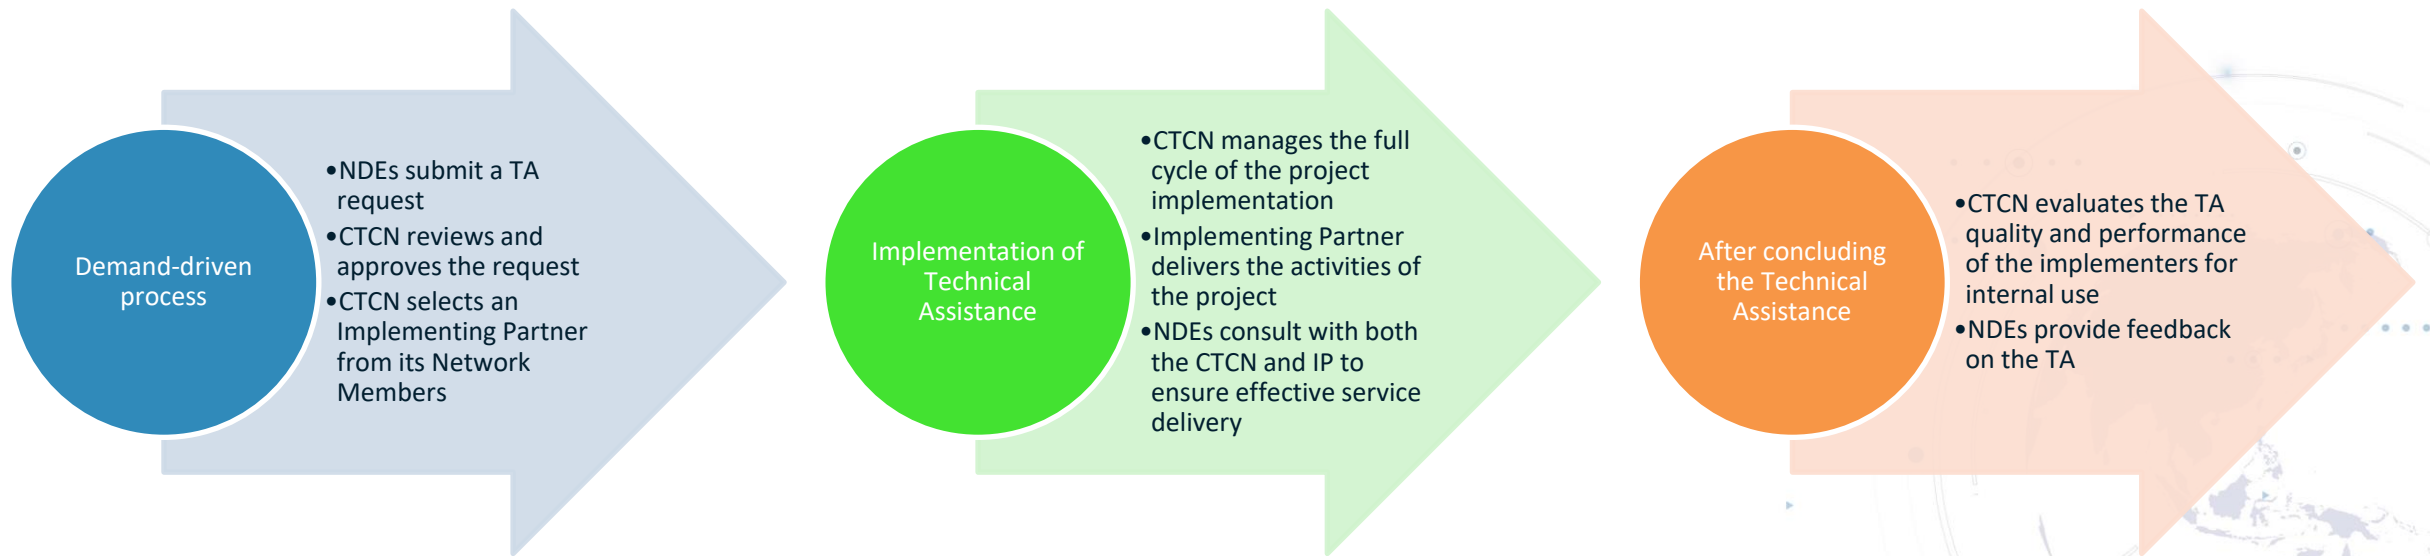 Demand-driven
process
•NDEs submit a TA
request
•CTCN reviews and
approves the request
•CTCN selects an
Implementing Partner
from its Network
Members
Implementation of
Technical
Assistance
•CTCN manages the full
cycle of the project
implementation
•Implementing Partner
delivers the activities of
the project
•NDEs consult with both
the CTCN and IP to
ensure effective service
delivery
After concluding
the Technical
Assistance
•CTCN evaluates the TA
quality and performance
of the implementers for
internal use
•NDEs provide feedback
on the TA